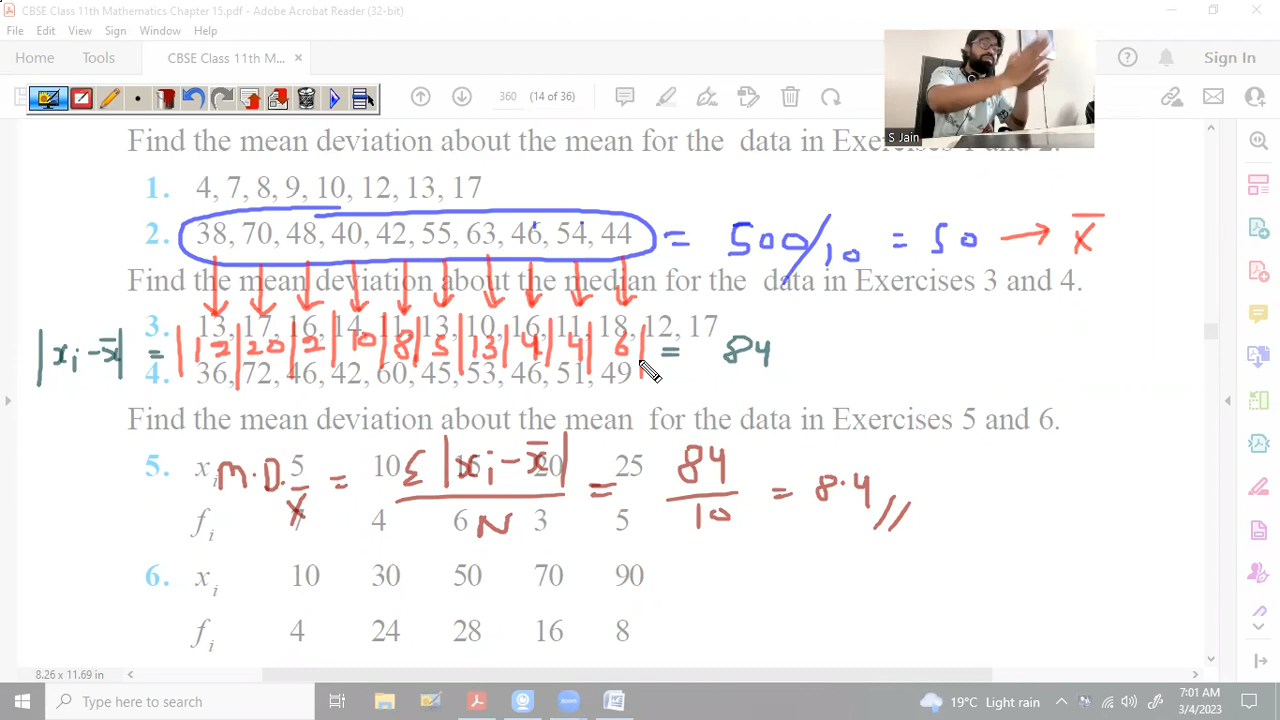 CBSE Class 11th Mathematics Chapter 15.pdf - Adobe Acrobat Reader (32-bit)
File Edit View Sign Window Help
Home Tools CBSE Class 11th M... × Sign In
360 (14 of 36)
S Jain
Find the mean deviation about the mean for the data in Exercises 1 and 2.
1. 4, 7, 8, 9, 10, 12, 13, 17
2. 38, 70, 48, 40, 42, 55, 63, 46, 54, 44 = 500/10 = 50 → x̅
Find the mean deviation about the median for the data in Exercises 3 and 4.
3. 13, 17, 16, 14, 11, 13, 10, 16, 11, 18, 12, 17
|xi - x̅| = |12|20|2|10|8|5|13|4|4|6| = 84
4. 36, 72, 46, 42, 60, 45, 53, 46, 51, 49
Find the mean deviation about the mean for the data in Exercises 5 and 6.
5. xi 5 10 15 20 25
M.D. x̅ = Σ|xi - x̅| / N = 84/10 = 8.4 //
fi 7 4 6 3 5
6. xi 10 30 50 70 90
fi 4 24 28 16 8
8.26 x 11.69 in
Type here to search
19°C Light rain
7:01 AM
3/4/2023